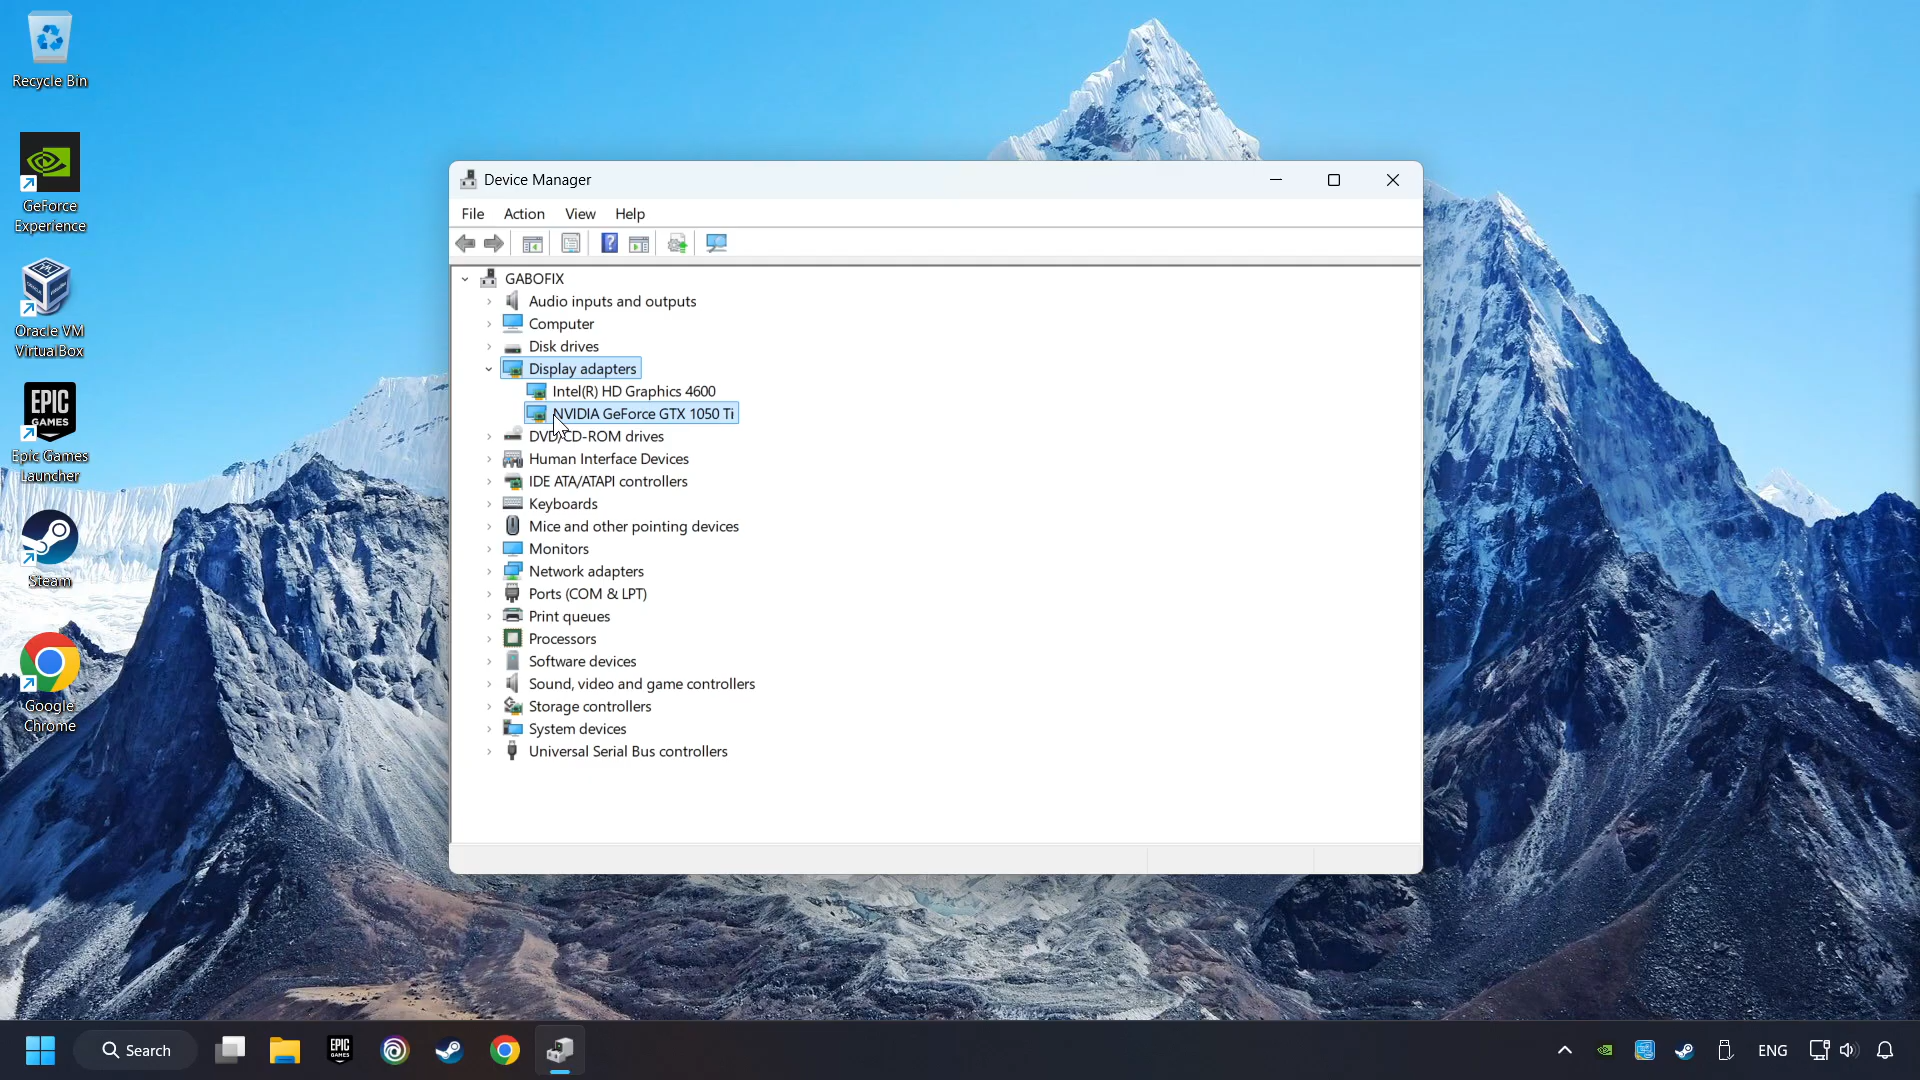 Recycle Bin
GeForce
Experience
Oracle VM
VirtualBox
EPIC
GAMES
Epic Games
Launcher
Steam
Google
Chrome
Device Manager
File Action View Help
GABOFIX
Audio inputs and outputs
Computer
Disk drives
Display adapters
Intel(R) HD Graphics 4600
NVIDIA GeForce GTX 1050 Ti
DVD/CD-ROM drives
Human Interface Devices
IDE ATA/ATAPI controllers
Keyboards
Mice and other pointing devices
Monitors
Network adapters
Ports (COM & LPT)
Print queues
Processors
Software devices
Sound, video and game controllers
Storage controllers
System devices
Universal Serial Bus controllers
Search
EPIC
GAMES
ENG